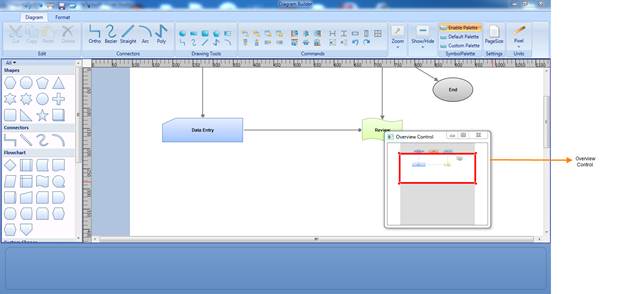 Diagram Builder
Diagram Format
Cut Copy Paste Delete
Ortho Bezier Straight Arc Poly
Zoom
Show/Hide
Enable Palette
Default Palette
Custom Palette
PageSize
Pixel
Edit Connectors Drawing Tools Commands SymbolPalette Settings Units
All
Shapes
Connectors
Flowchart
Custom Shapes
End
Data Entry
Review
Overview Control
Overview
Control